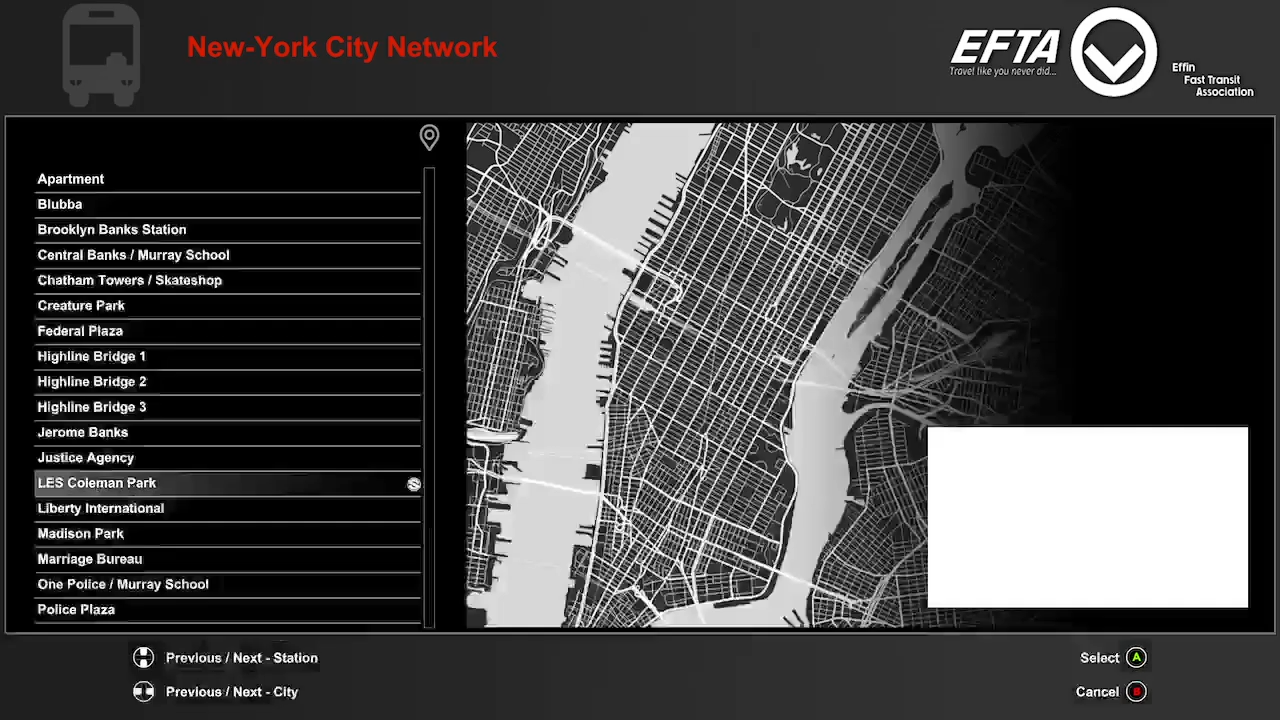 New-York City Network
EFTA
Travel like you never did...
Effin
Fast Transit
Association
Apartment
Blubba
Brooklyn Banks Station
Central Banks / Murray School
Chatham Towers / Skateshop
Creature Park
Federal Plaza
Highline Bridge 1
Highline Bridge 2
Highline Bridge 3
Jerome Banks
Justice Agency
LES Coleman Park
Liberty International
Madison Park
Marriage Bureau
One Police / Murray School
Police Plaza
Previous / Next - Station
Previous / Next - City
Select A
Cancel B